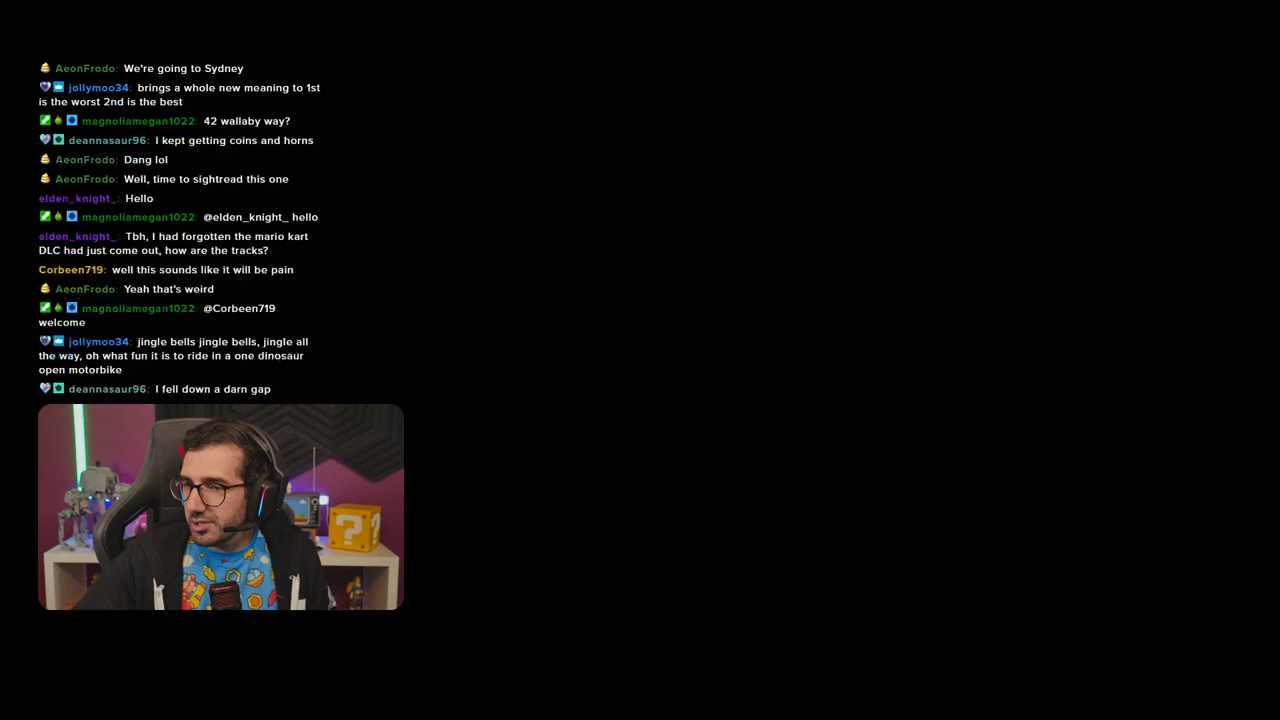 AeonFrodo: We're going to Sydney
jollymoo34: brings a whole new meaning to 1st
is the worst 2nd is the best
magnoliamegan1022: 42 wallaby way?
deannasaur96: I kept getting coins and horns
AeonFrodo: Dang lol
AeonFrodo: Well, time to sightread this one
elden_knight_: Hello
magnoliamegan1022: @elden_knight_ hello
elden_knight_: Tbh, I had forgotten the mario kart
DLC had just come out, how are the tracks?
Corbeen719: well this sounds like it will be pain
AeonFrodo: Yeah that's weird
magnoliamegan1022: @Corbeen719
welcome
jollymoo34: jingle bells jingle bells, jingle all
the way, oh what fun it is to ride in a one dinosaur
open motorbike
deannasaur96: I fell down a darn gap
?